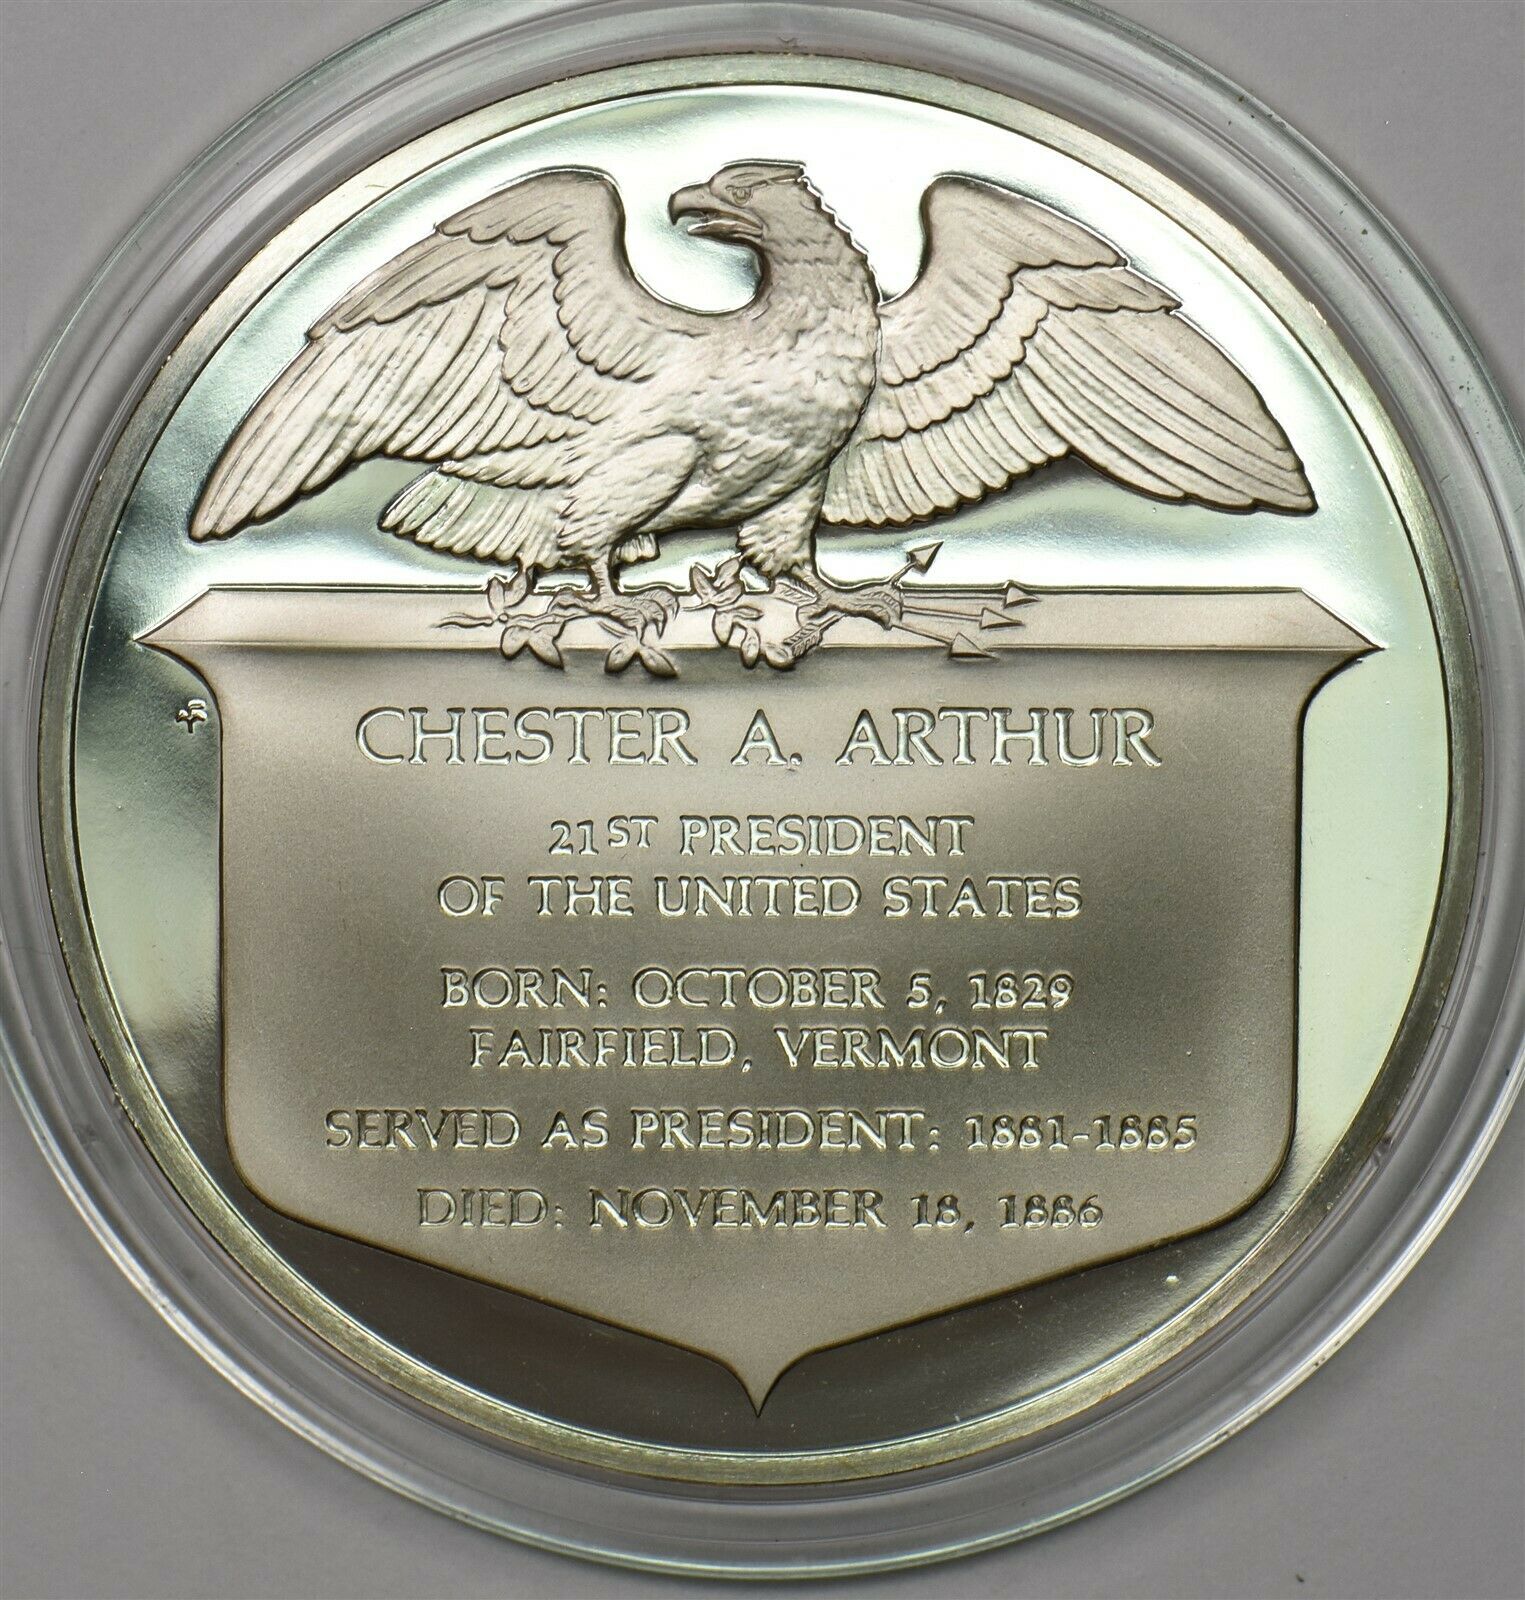 CHESTER A. ARTHUR
21ST PRESIDENT
OF THE UNITED STATES
BORN: OCTOBER 5, 1829
FAIRFIELD, VERMONT
SERVED AS PRESIDENT: 1881-1885
DIED: NOVEMBER 18, 1886